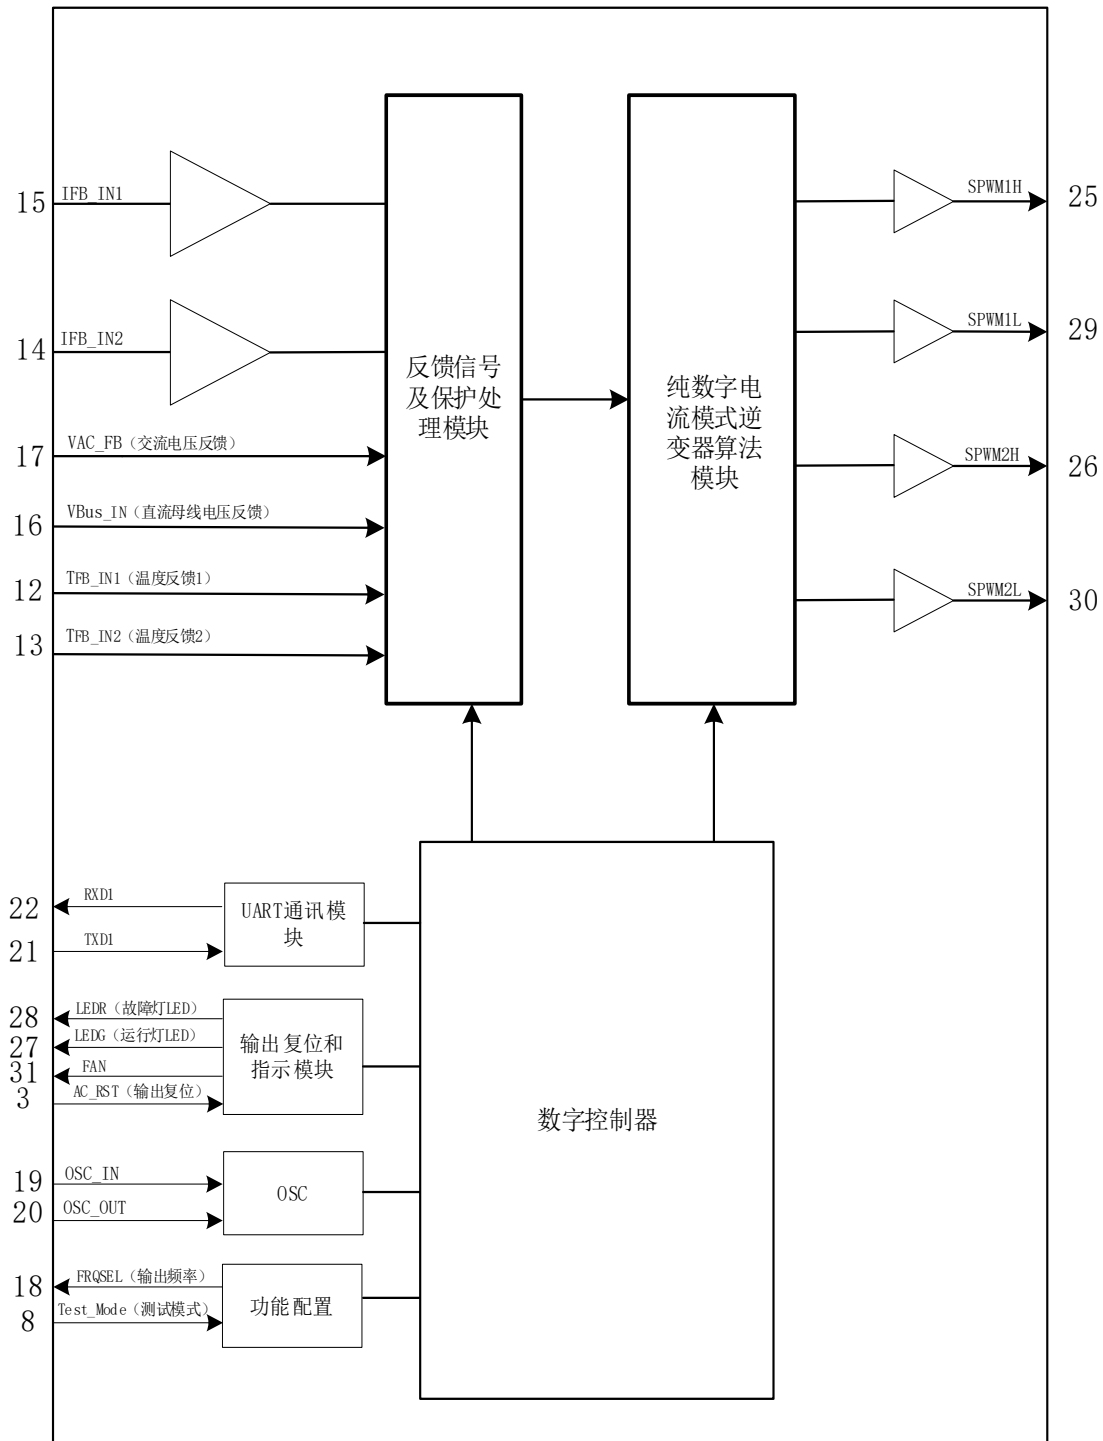 15 IFB_IN1
14 IFB_IN2
17 VAC_FB（交流电压反馈）
16 VBus_IN（直流母线电压反馈）
12 TFB_IN1（温度反馈1）
13 TFB_IN2（温度反馈2）
反馈信号
及保护处
理模块
纯数字电
流模式逆
变器算法
模块
SPWM1H 25
SPWM1L 29
SPWM2H 26
SPWM2L 30
22 RXD1
21 TXD1
UART通讯模
块
28 LEDR（故障灯LED）
27 LEDG（运行灯LED）
31 FAN
3 AC_RST（输出复位）
输出复位和
指示模块
19 OSC_IN
20 OSC_OUT
OSC
18 FRQSEL（输出频率）
8 Test_Mode（测试模式）
功能配置
数字控制器